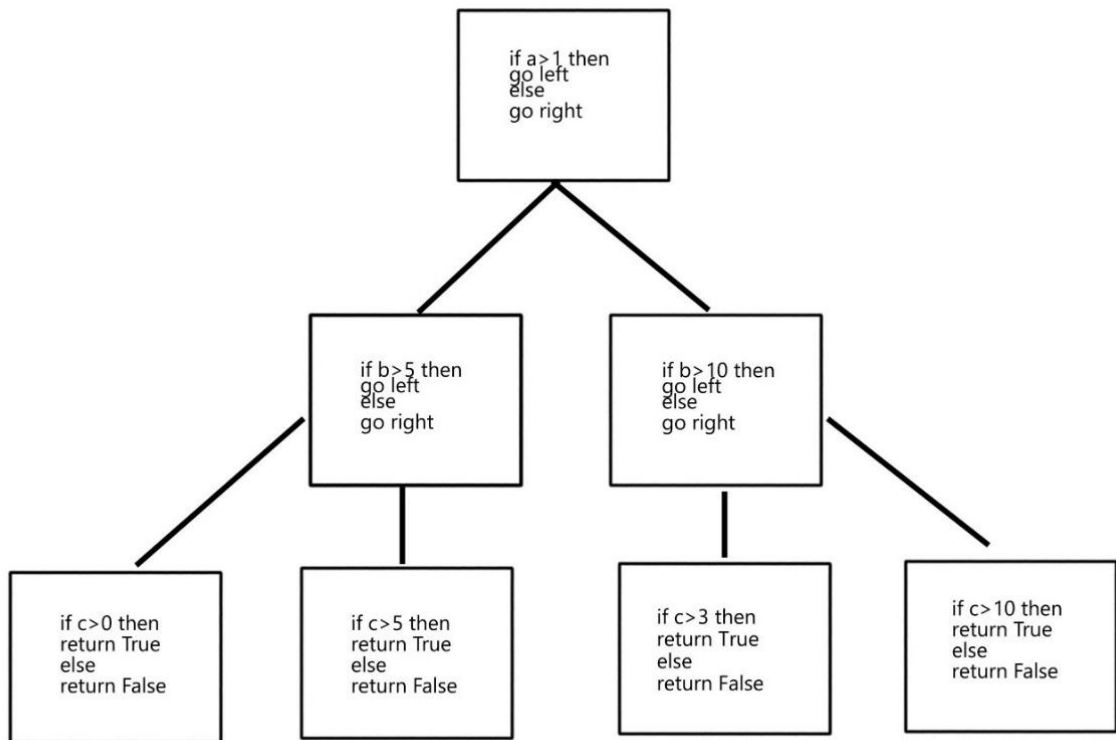 if a>1 then
go left
else
go right
if b>5 then
go left
else
go right
if b>10 then
go left
else
go right
if c>0 then
return True
else
return False
if c>5 then
return True
else
return False
if c>3 then
return True
else
return False
if c>10 then
return True
else
return False